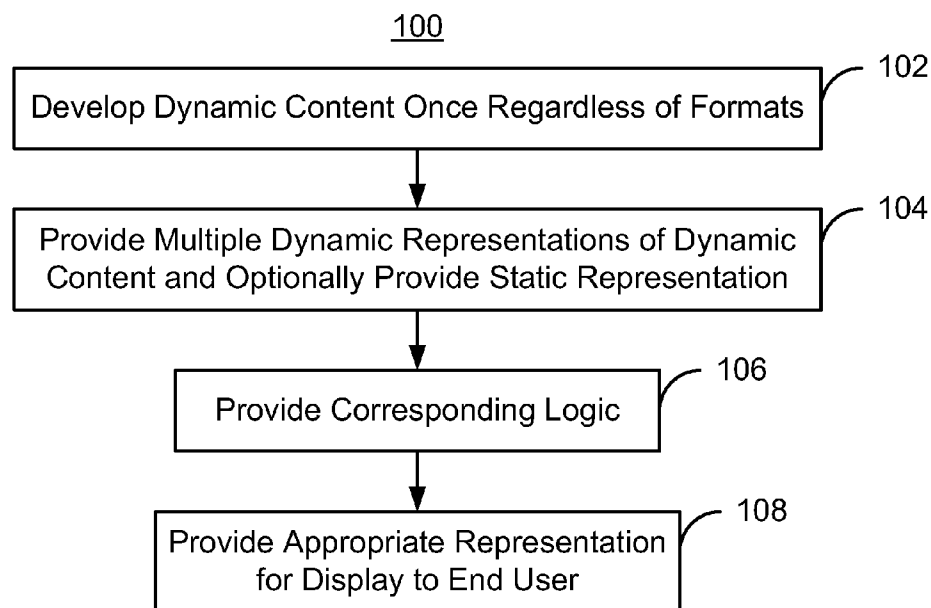 100
102
Develop Dynamic Content Once Regardless of Formats
104
Provide Multiple Dynamic Representations of Dynamic
Content and Optionally Provide Static Representation
106
Provide Corresponding Logic
108
Provide Appropriate Representation
for Display to End User